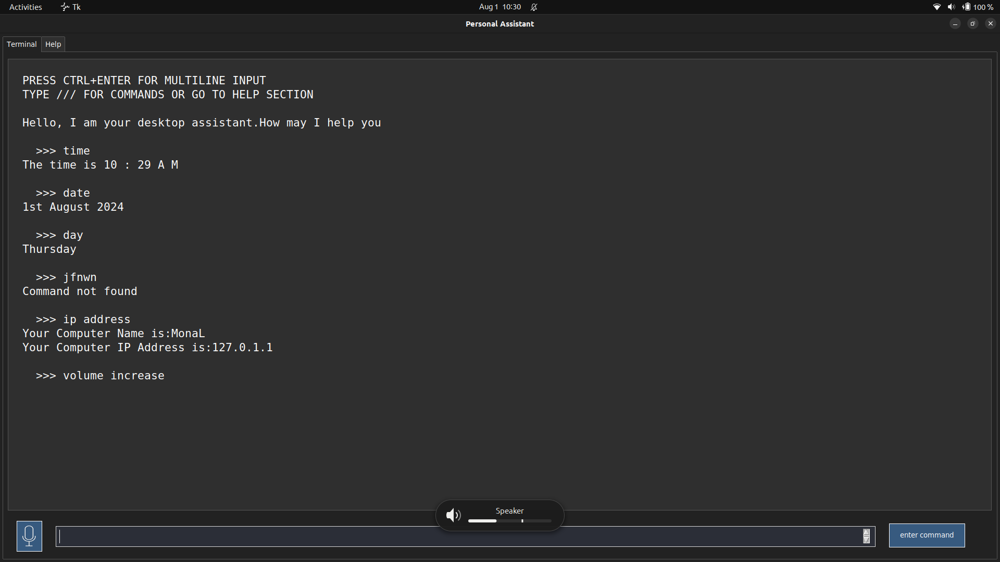 Activities Tk Aug 1 10:30 100 %
Personal Assistant
Terminal Help
PRESS CTRL+ENTER FOR MULTILINE INPUT
TYPE /// FOR COMMANDS OR GO TO HELP SECTION
Hello, I am your desktop assistant.How may I help you
>>> time
The time is 10 : 29 A M
>>> date
1st August 2024
>>> day
Thursday
>>> jfnwn
Command not found
>>> ip address
Your Computer Name is:MonaL
Your Computer IP Address is:127.0.1.1
>>> volume increase
Speaker
enter command